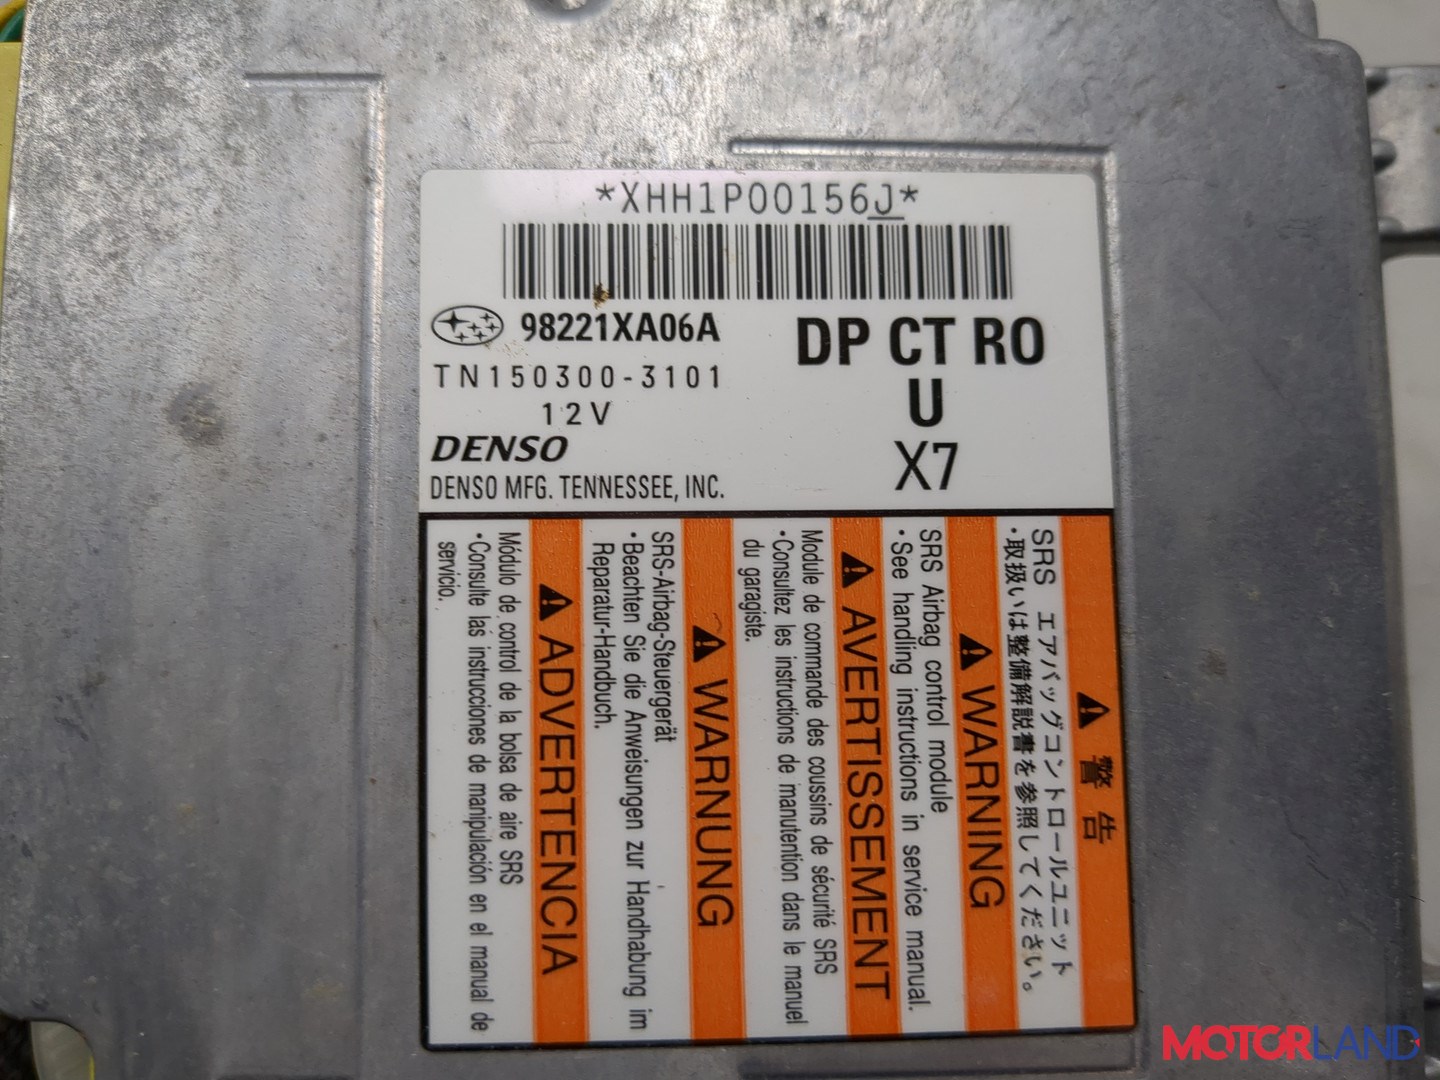 *XHH1P00156J*
98221XA06A
TN150300-3101
12V
DENSO
DENSO MFG. TENNESSEE, INC.
DP CT RO
U
X7
警告
SRS エアバッグコントロールユニット
・取扱いは整備解説書を参照してください。
WARNING
SRS Airbag control module
・See handling instructions in service manual.
AVERTISSEMENT
Module de commande des coussins de sécurité SRS
・Consultez les instructions de manutention dans le manuel
du garagiste.
WARNUNG
SRS-Airbag-Steuergerät
・Beachten Sie die Anweisungen zur Handhabung im
Reparatur-Handbuch.
ADVERTENCIA
Módulo de control de la bolsa de aire SRS
・Consulte las instrucciones de manipulación en el manual de
servicio.
MOTORLAND